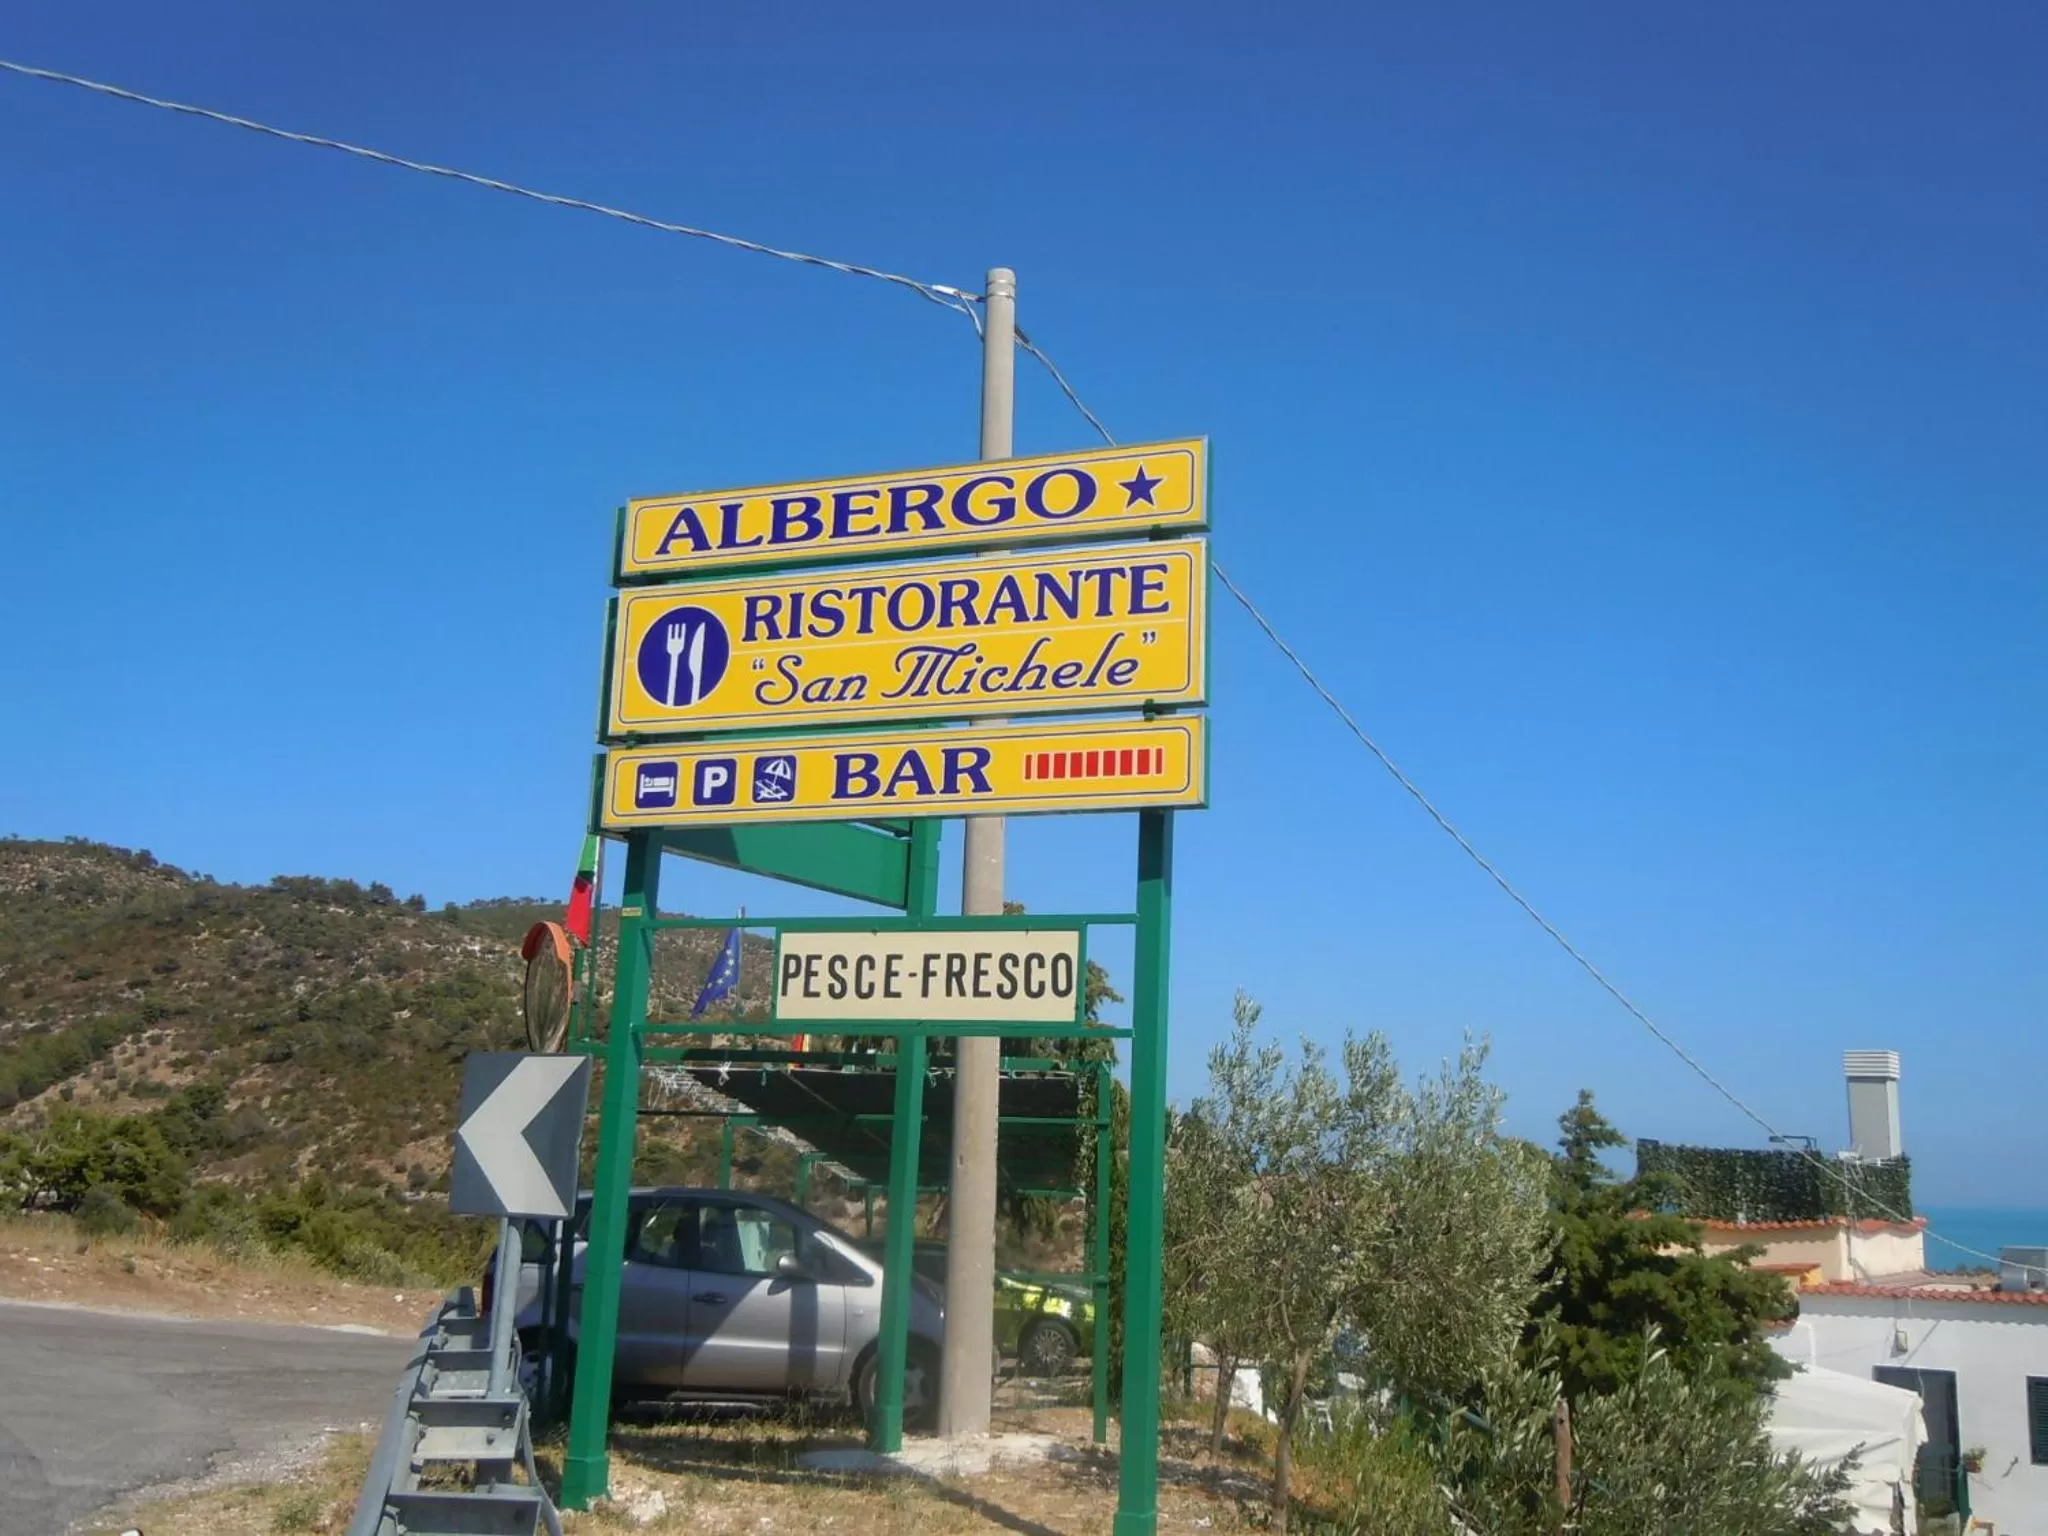 ALBERGO
RISTORANTE
"San Michele"
P BAR
PESCE-FRESCO